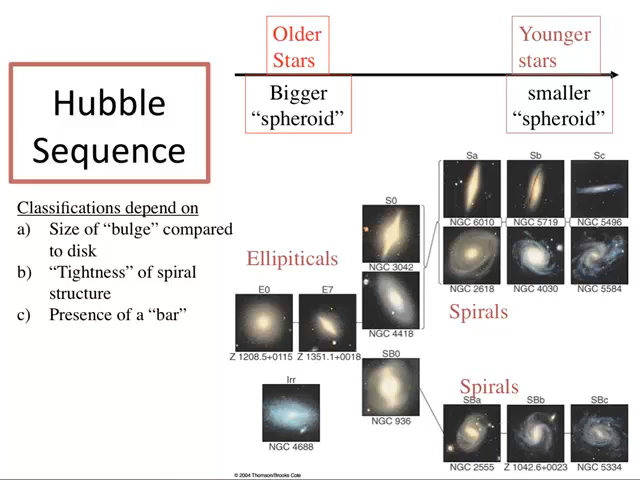 Older
Stars
Younger
stars
Hubble
Sequence
Bigger
“spheroid”
smaller
“spheroid”
Classifications depend on
a) Size of “bulge” compared
to disk
b) “Tightness” of spiral
structure
c) Presence of a “bar”
Ellipiticals
Sa Sb Sc
NGC 6010 NGC 5719 NGC 5496
S0
NGC 3042
NGC 2618 NGC 4030 NGC 5584
E0 E7
NGC 4418
Z 1208.5+0115 Z 1351.1+0018
Spirals
Irr
NGC 4688
SB0
NGC 936
Spirals
SBa SBb SBc
NGC 2555 Z 1042.6+0023 NGC 5334
© 2004 Thomson/Brooks Cole